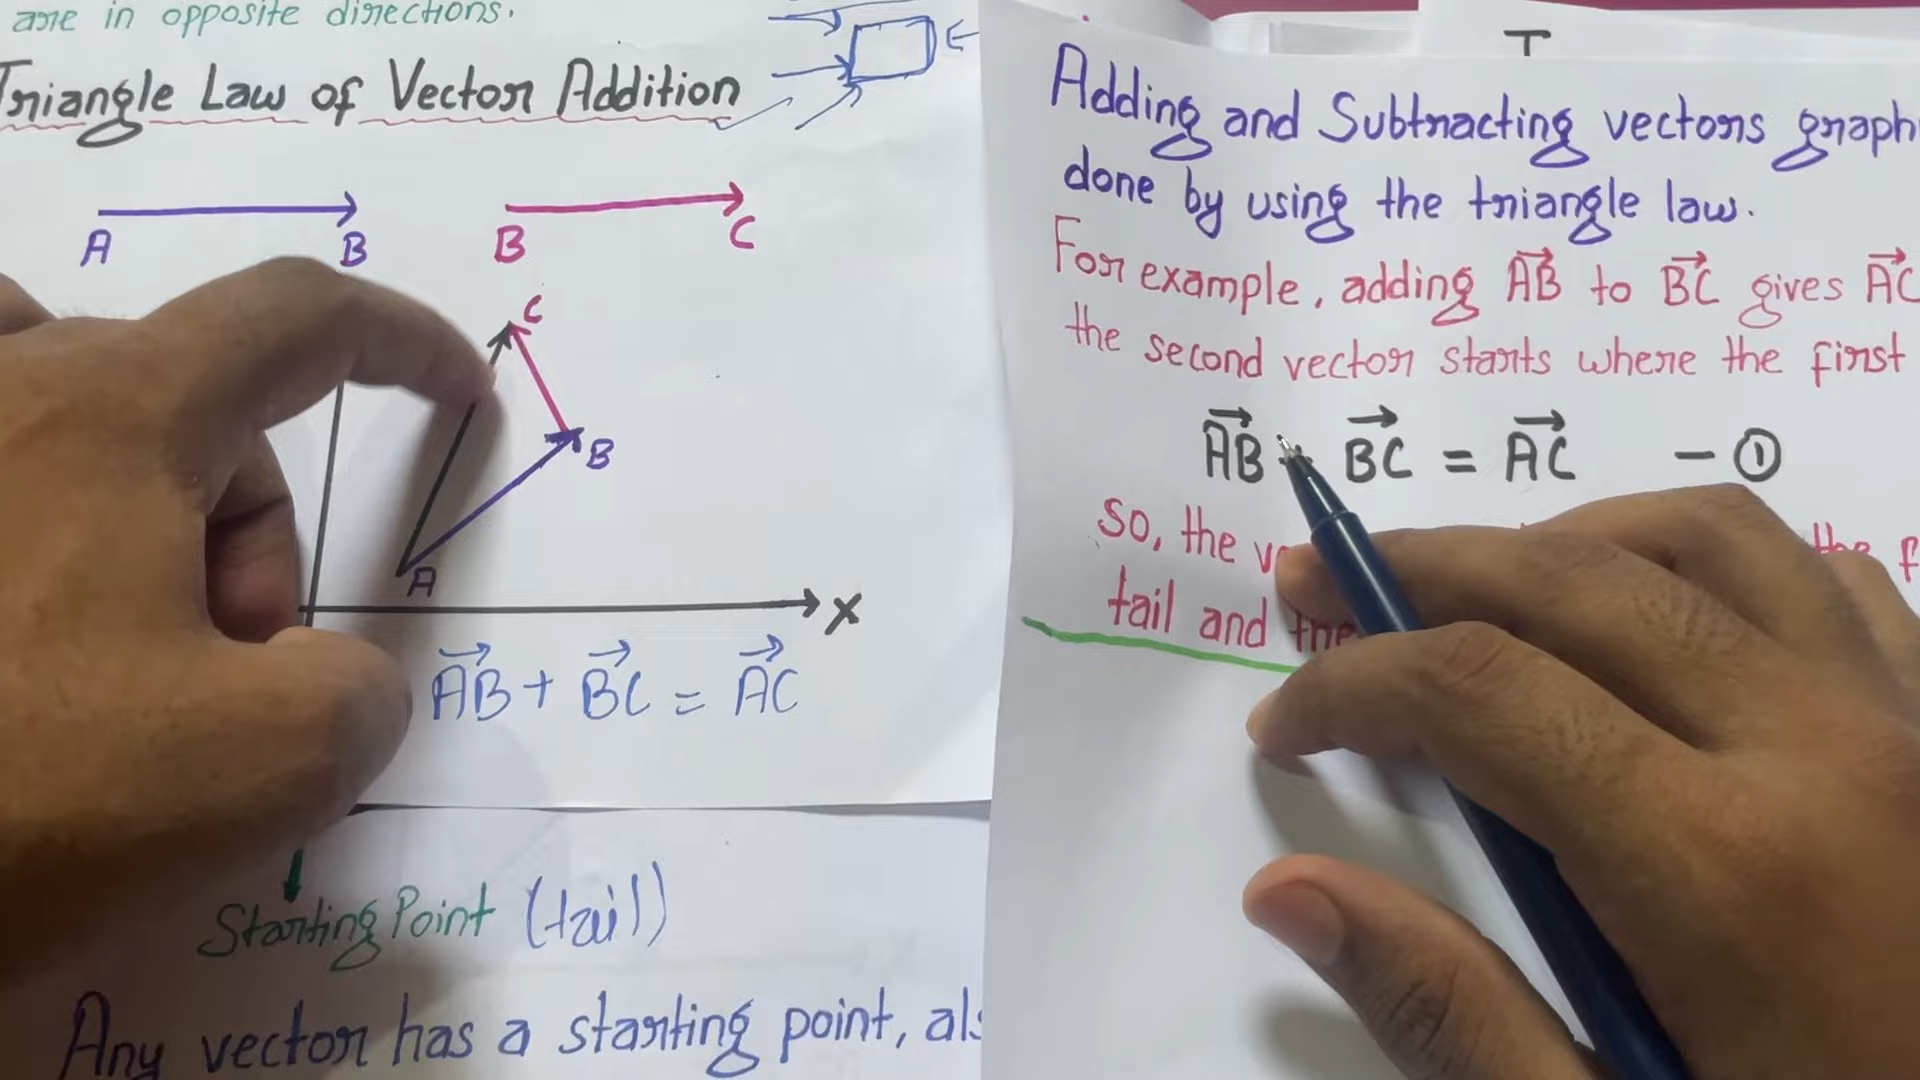 are in opposite directions.
Triangle Law of Vector Addition
A B B C
C
B
A
X
AB + BC = AC
Starting Point (tail)
Any vector has a starting point,
T
Adding and Subtracting vectors
done by using the triangle law.
For example, adding AB to BC gives AC
the second vector starts where the first
AB + BC = AC - ①
So, the
tail and the